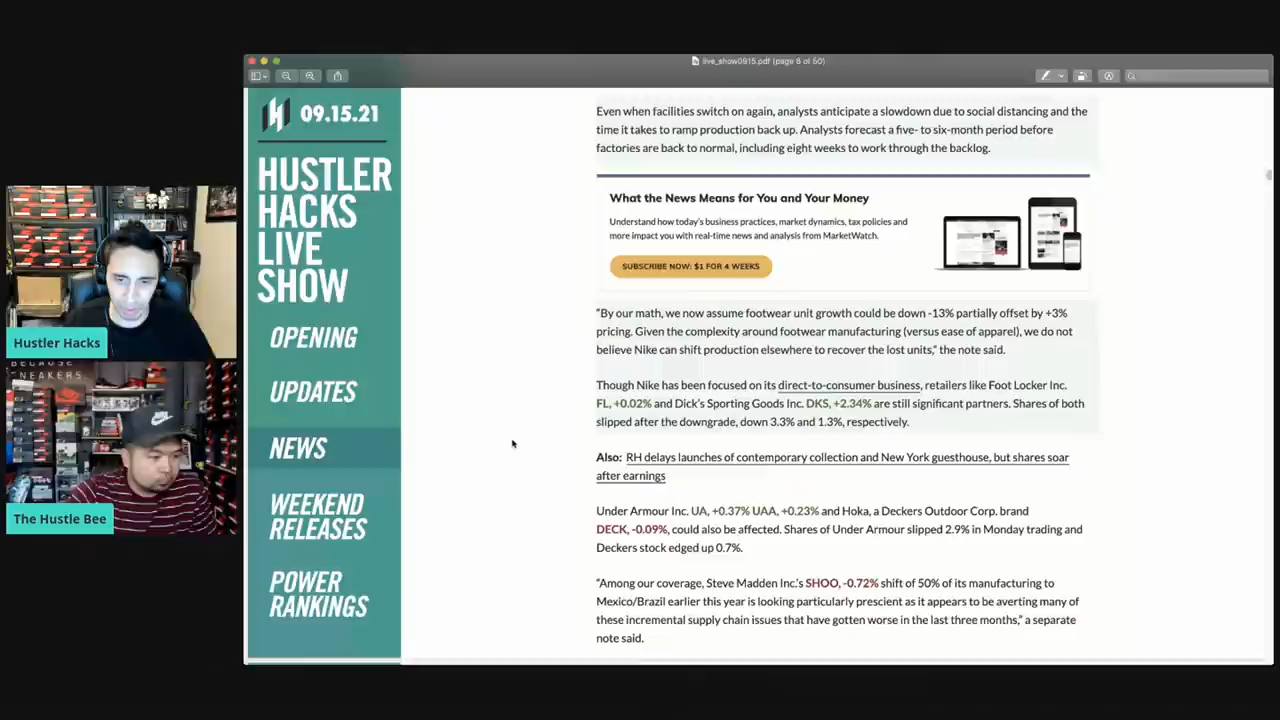 live_show0915.pdf (page 8 of 50)
09.15.21
HUSTLER
HACKS
LIVE
SHOW
OPENING
UPDATES
NEWS
WEEKEND
RELEASES
POWER
RANKINGS
Even when facilities switch on again, analysts anticipate a slowdown due to social distancing and the
time it takes to ramp production back up. Analysts forecast a five- to six-month period before
factories are back to normal, including eight weeks to work through the backlog.
What the News Means for You and Your Money
Understand how today's business practices, market dynamics, tax policies and
more impact you with real-time news and analysis from MarketWatch.
SUBSCRIBE NOW: $1 FOR 4 WEEKS
"By our math, we now assume footwear unit growth could be down -13% partially offset by +3%
pricing. Given the complexity around footwear manufacturing (versus ease of apparel), we do not
believe Nike can shift production elsewhere to recover the lost units," the note said.
Though Nike has been focused on its direct-to-consumer business, retailers like Foot Locker Inc.
FL, +0.02% and Dick's Sporting Goods Inc. DKS, +2.34% are still significant partners. Shares of both
slipped after the downgrade, down 3.3% and 1.3%, respectively.
Also: RH delays launches of contemporary collection and New York guesthouse, but shares soar
after earnings
Under Armour Inc. UA, +0.37% UAA, +0.23% and Hoka, a Deckers Outdoor Corp. brand
DECK, -0.09%, could also be affected. Shares of Under Armour slipped 2.9% in Monday trading and
Deckers stock edged up 0.7%.
"Among our coverage, Steve Madden Inc.'s SHOO, -0.72% shift of 50% of its manufacturing to
Mexico/Brazil earlier this year is looking particularly prescient as it appears to be averting many of
these incremental supply chain issues that have gotten worse in the last three months," a separate
note said.
Hustler Hacks
BECAUSE
SNEAKERS
The Hustle Bee